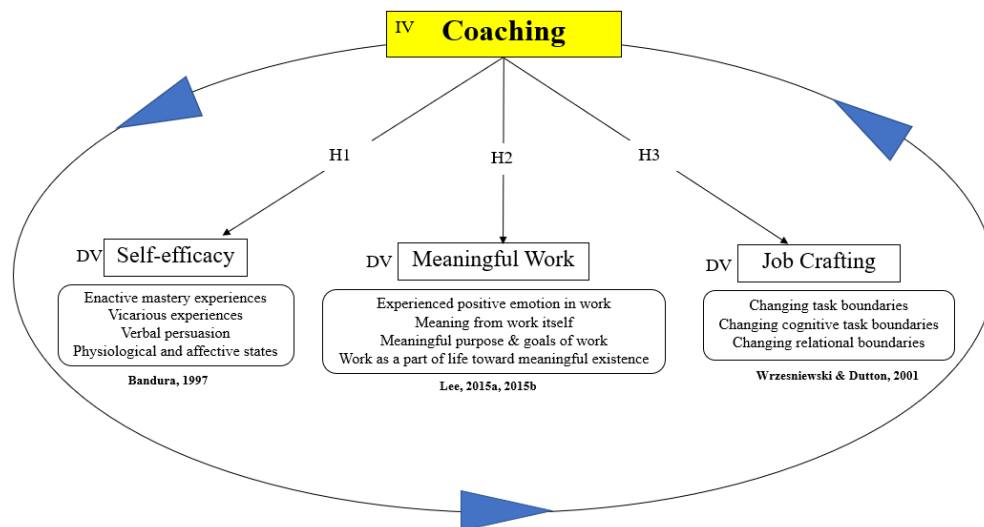 IV Coaching
H1
H2
H3
DV Self-efficacy
Enactive mastery experiences
Vicarious experiences
Verbal persuasion
Physiological and affective states
Bandura, 1997
DV Meaningful Work
Experienced positive emotion in work
Meaning from work itself
Meaningful purpose & goals of work
Work as a part of life toward meaningful existence
Lee, 2015a, 2015b
DV Job Crafting
Changing task boundaries
Changing cognitive task boundaries
Changing relational boundaries
Wrzesniewski & Dutton, 2001